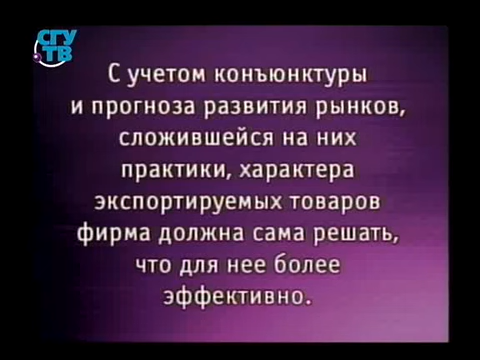 СГУ
ТВ
С учетом конъюнктуры
и прогноза развития рынков,
сложившейся на них
практики, характера
экспортируемых товаров
фирма должна сама решать,
что для нее более
эффективно.